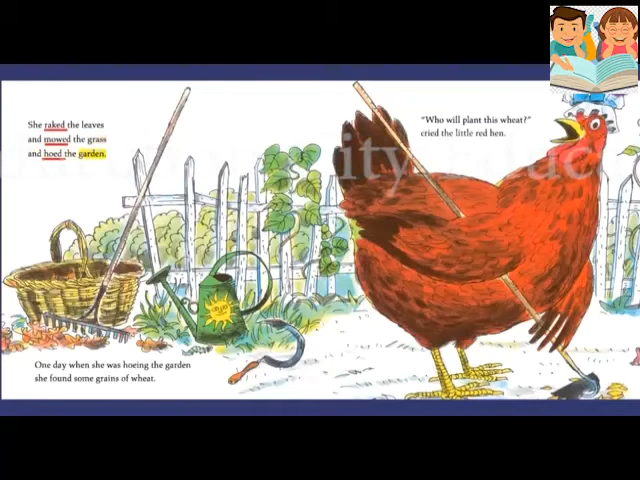 She raked the leaves
and mowed the grass
and hoed the garden.
One day when she was hoeing the garden
she found some grains of wheat.
"Who will plant this wheat?"
cried the little red hen.